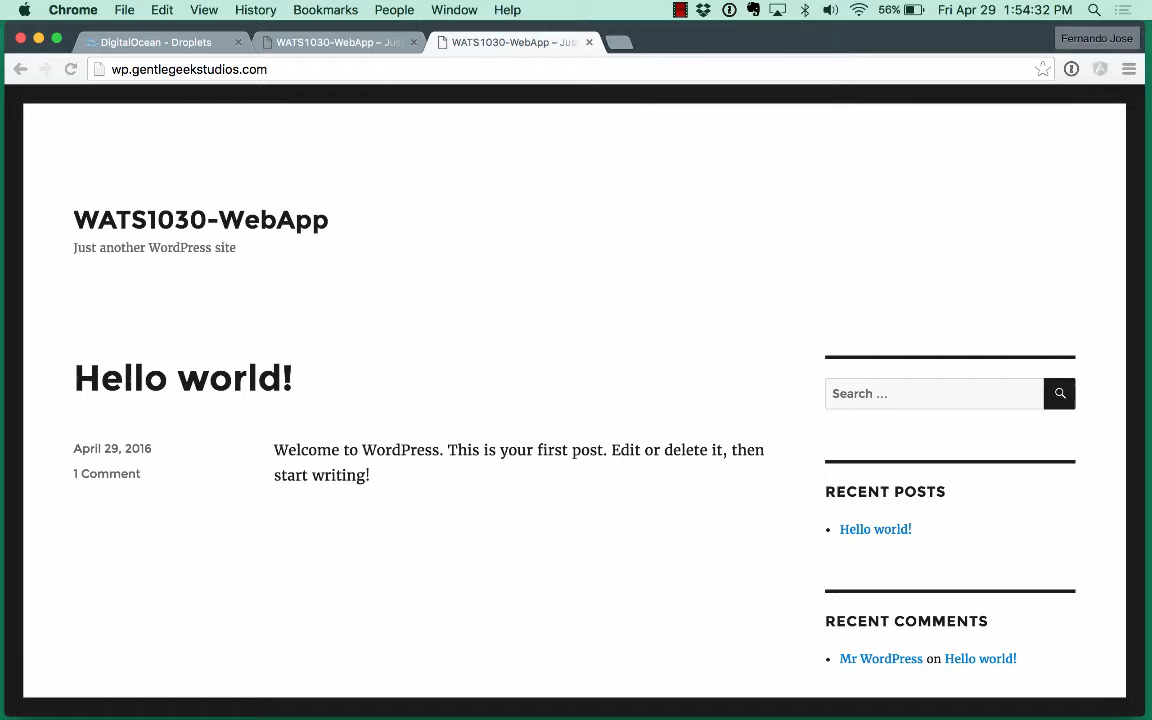 Chrome File Edit View History Bookmarks People Window Help 56% Fri Apr 29 1:54:32 PM
DigitalOcean - Droplets WATS1030-WebApp – Jus WATS1030-WebApp – Jus Fernando Jose
wp.gentlegeekstudios.com
WATS1030-WebApp
Just another WordPress site
Hello world!
Search ...
April 29, 2016
1 Comment
Welcome to WordPress. This is your first post. Edit or delete it, then
start writing!
RECENT POSTS
Hello world!
RECENT COMMENTS
Mr WordPress on Hello world!